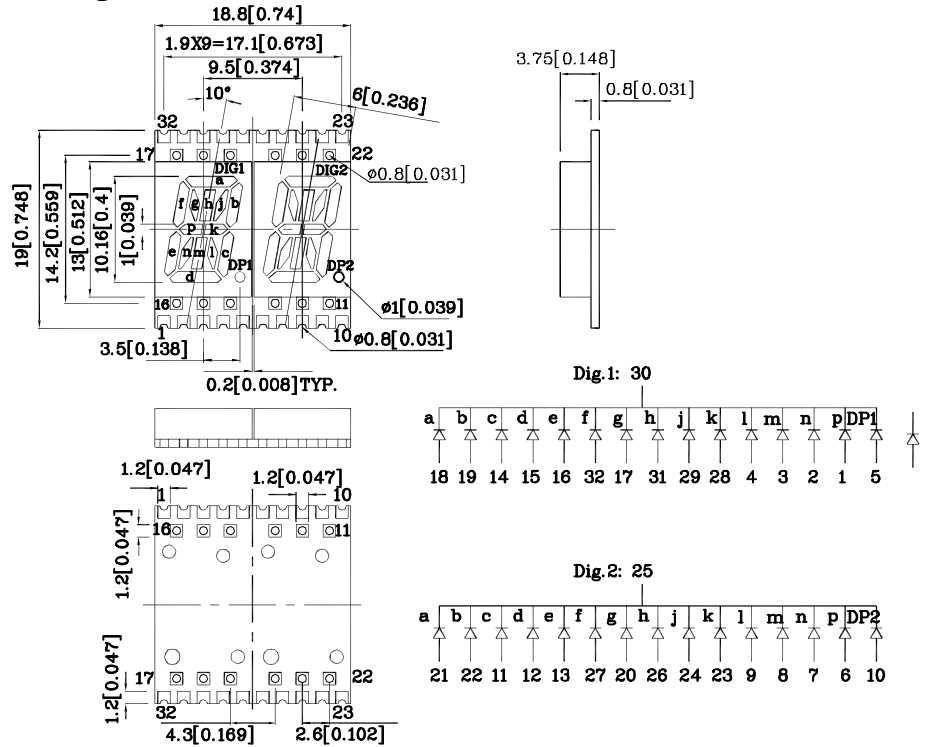 18.8[0.74]
1.9X9=17.1[0.673]
9.5[0.374]
10°
6[0.236]
3.75[0.148]
0.8[0.031]
32
23
17
22
DIG1
DIG2
ø0.8[0.031]
a
f g h j b
p k
e n m l c
d
DP1
DP2
19[0.748]
14.2[0.559]
13[0.512]
10.16[0.4]
1[0.039]
16
11
ø1[0.039]
1
10
ø0.8[0.031]
3.5[0.138]
0.2[0.008]TYP.
Dig.1: 30
a b c d e f g h j k l m n p DP1
18 19 14 15 16 32 17 31 29 28 4 3 2 1 5
1.2[0.047]
1.2[0.047]
1
10
16
11
1.2[0.047]
Dig.2: 25
a b c d e f g h j k l m n p DP2
21 22 11 12 13 27 20 26 24 23 9 8 7 6 10
1.2[0.047]
17
22
32
23
4.3[0.169]
2.6[0.102]